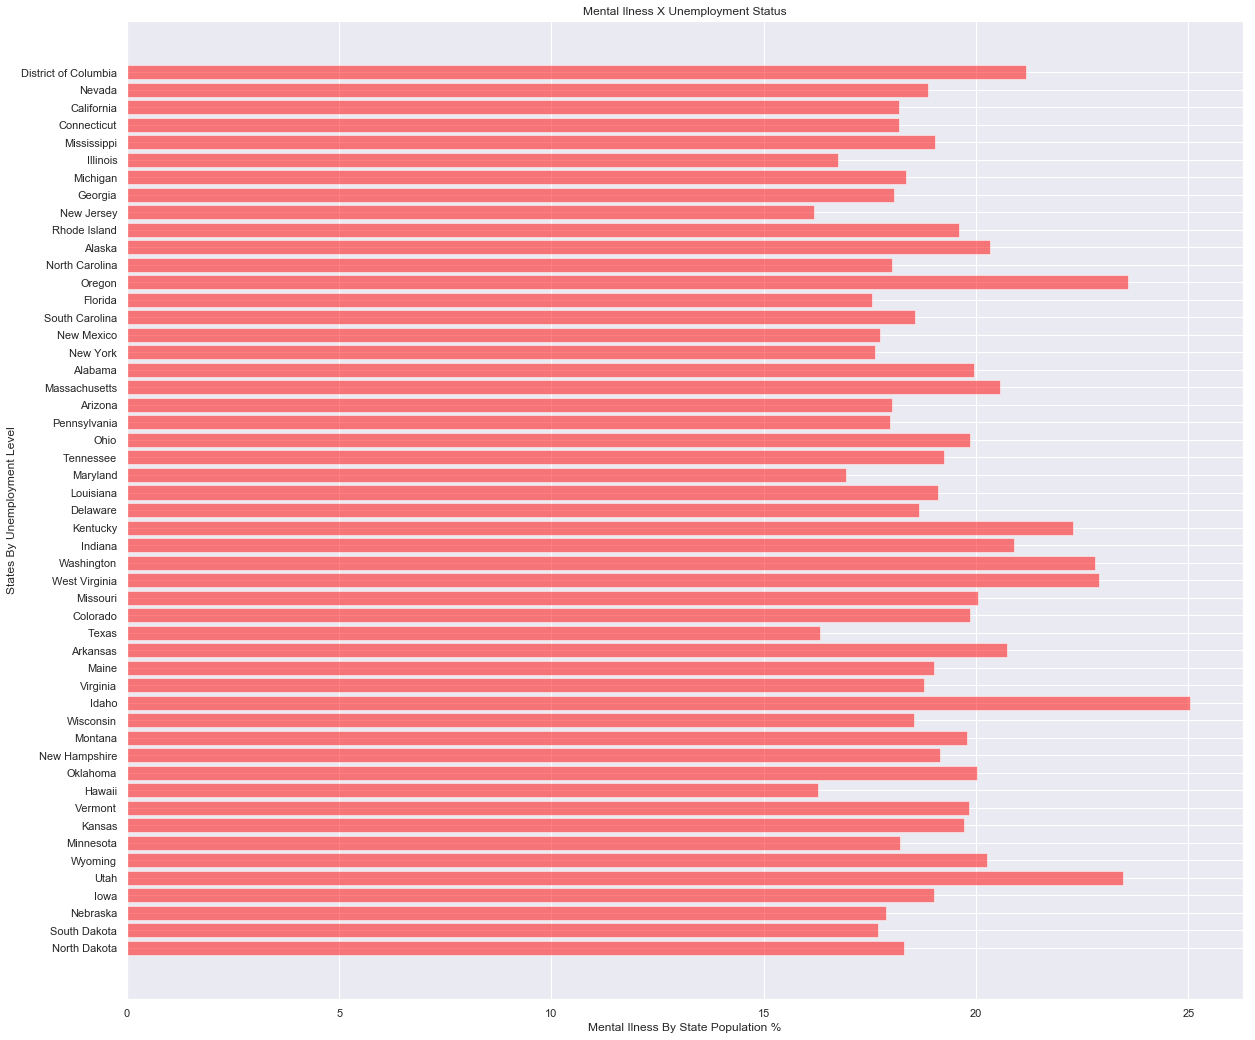 Mental Ilness X Unemployment Status
States By Unemployment Level
District of Columbia
Nevada
California
Connecticut
Mississippi
Illinois
Michigan
Georgia
New Jersey
Rhode Island
Alaska
North Carolina
Oregon
Florida
South Carolina
New Mexico
New York
Alabama
Massachusetts
Arizona
Pennsylvania
Ohio
Tennessee
Maryland
Louisiana
Delaware
Kentucky
Indiana
Washington
West Virginia
Missouri
Colorado
Texas
Arkansas
Maine
Virginia
Idaho
Wisconsin
Montana
New Hampshire
Oklahoma
Hawaii
Vermont
Kansas
Minnesota
Wyoming
Utah
Iowa
Nebraska
South Dakota
North Dakota
0 5 10 15 20 25
Mental Ilness By State Population %